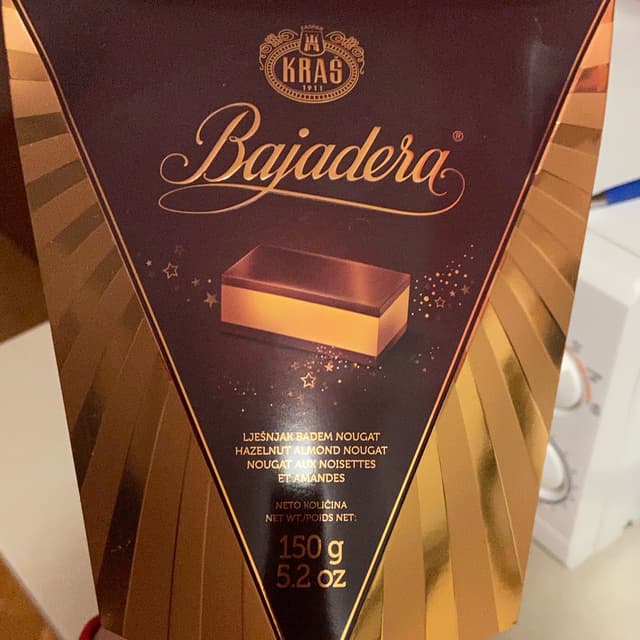 KRAŠ
1911
Bajadera®
LJEŠNJAK BADEM NOUGAT
HAZELNUT ALMOND NOUGAT
NOUGAT AUX NOISETTES
ET AMANDES
NETO KOLIČINA
NET WT/POIDS NET:
150 g
5.2 oz